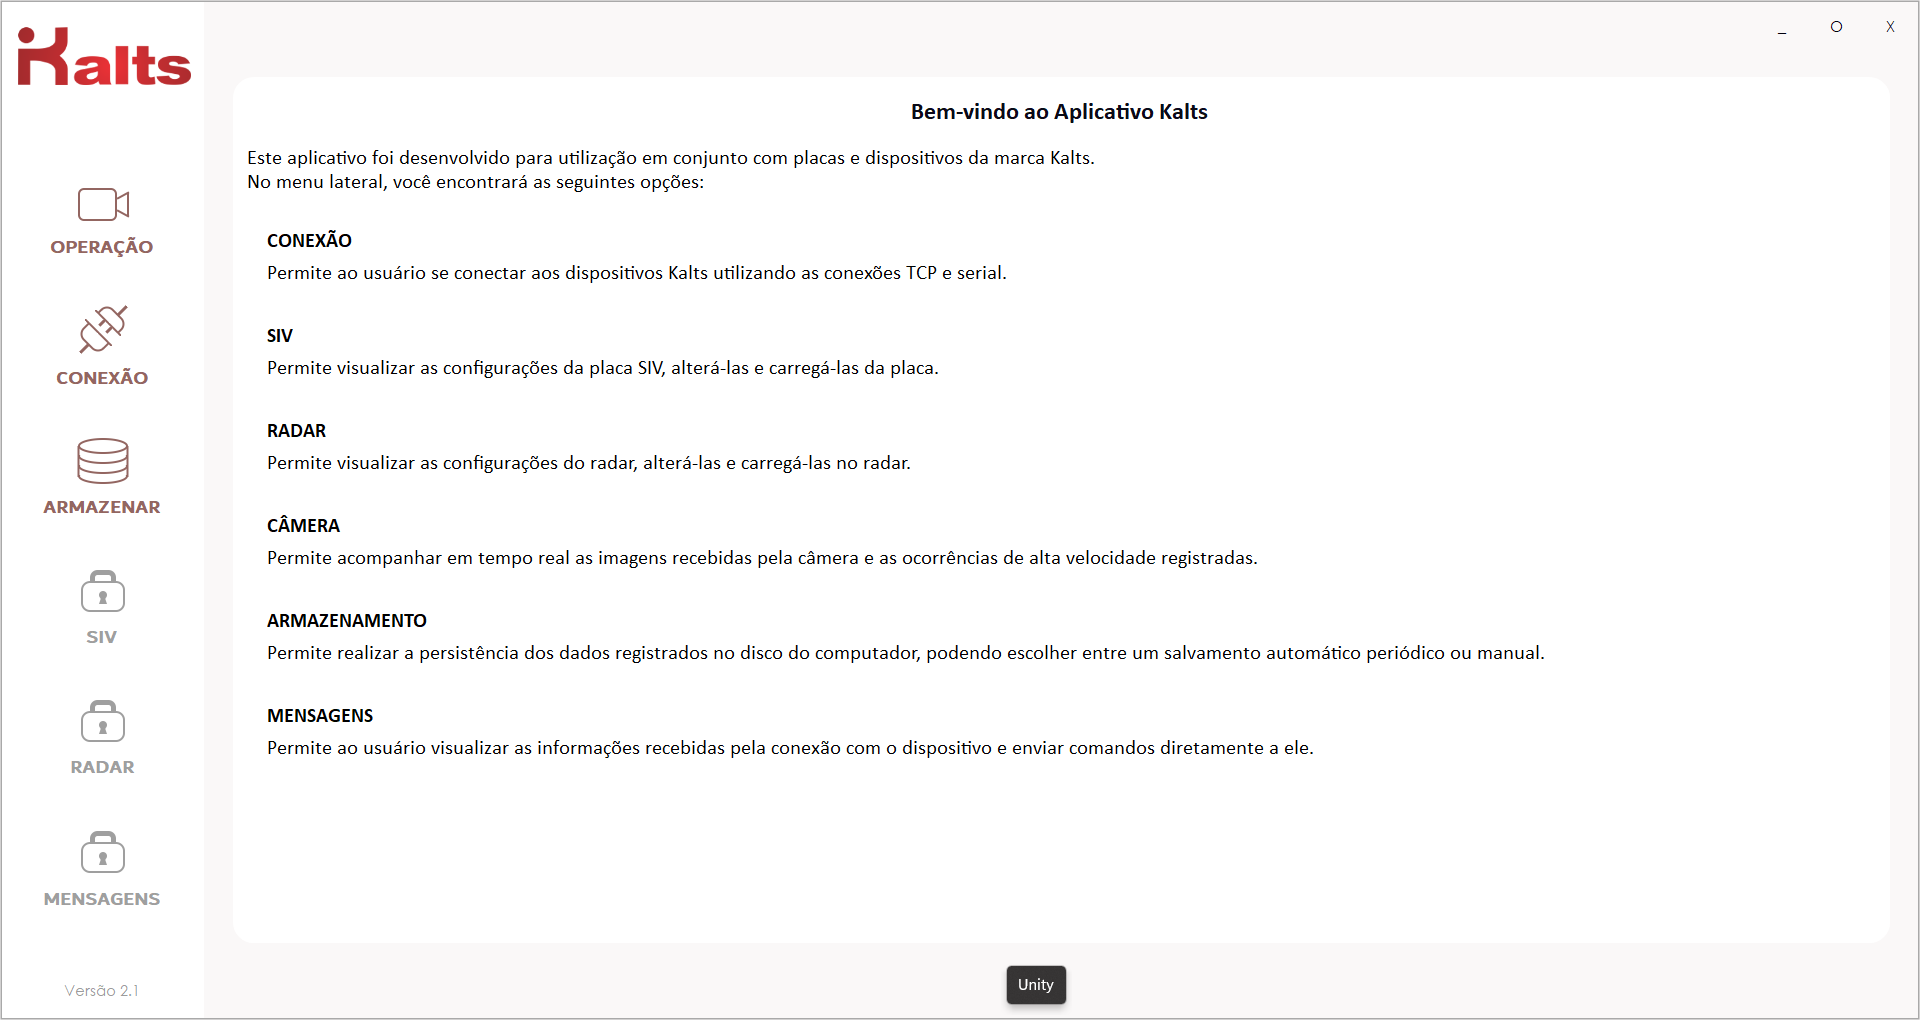 Kalts
_ O X
OPERAÇÃO
CONEXÃO
ARMAZENAR
SIV
RADAR
MENSAGENS
Versão 2.1
Bem-vindo ao Aplicativo Kalts
Este aplicativo foi desenvolvido para utilização em conjunto com placas e dispositivos da marca Kalts.
No menu lateral, você encontrará as seguintes opções:
CONEXÃO
Permite ao usuário se conectar aos dispositivos Kalts utilizando as conexões TCP e serial.
SIV
Permite visualizar as configurações da placa SIV, alterá-las e carregá-las da placa.
RADAR
Permite visualizar as configurações do radar, alterá-las e carregá-las no radar.
CÂMERA
Permite acompanhar em tempo real as imagens recebidas pela câmera e as ocorrências de alta velocidade registradas.
ARMAZENAMENTO
Permite realizar a persistência dos dados registrados no disco do computador, podendo escolher entre um salvamento automático periódico ou manual.
MENSAGENS
Permite ao usuário visualizar as informações recebidas pela conexão com o dispositivo e enviar comandos diretamente a ele.
Unity